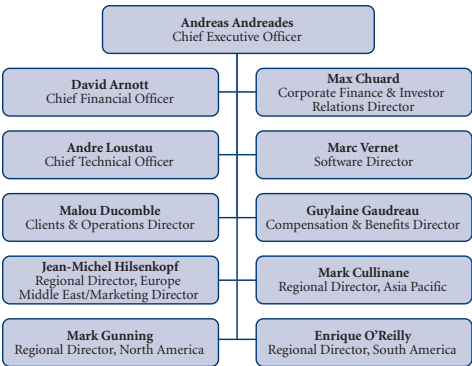 Andreas Andreades
Chief Executive Officer
David Arnott
Chief Financial Officer
Max Chuard
Corporate Finance & Investor
Relations Director
Andre Loustau
Chief Technical Officer
Marc Vernet
Software Director
Malou Ducomble
Clients & Operations Director
Guylaine Gaudreau
Compensation & Benefits Director
Jean-Michel Hilsenkopf
Regional Director, Europe
Middle East/Marketing Director
Mark Cullinane
Regional Director, Asia Pacific
Mark Gunning
Regional Director, North America
Enrique O’Reilly
Regional Director, South America